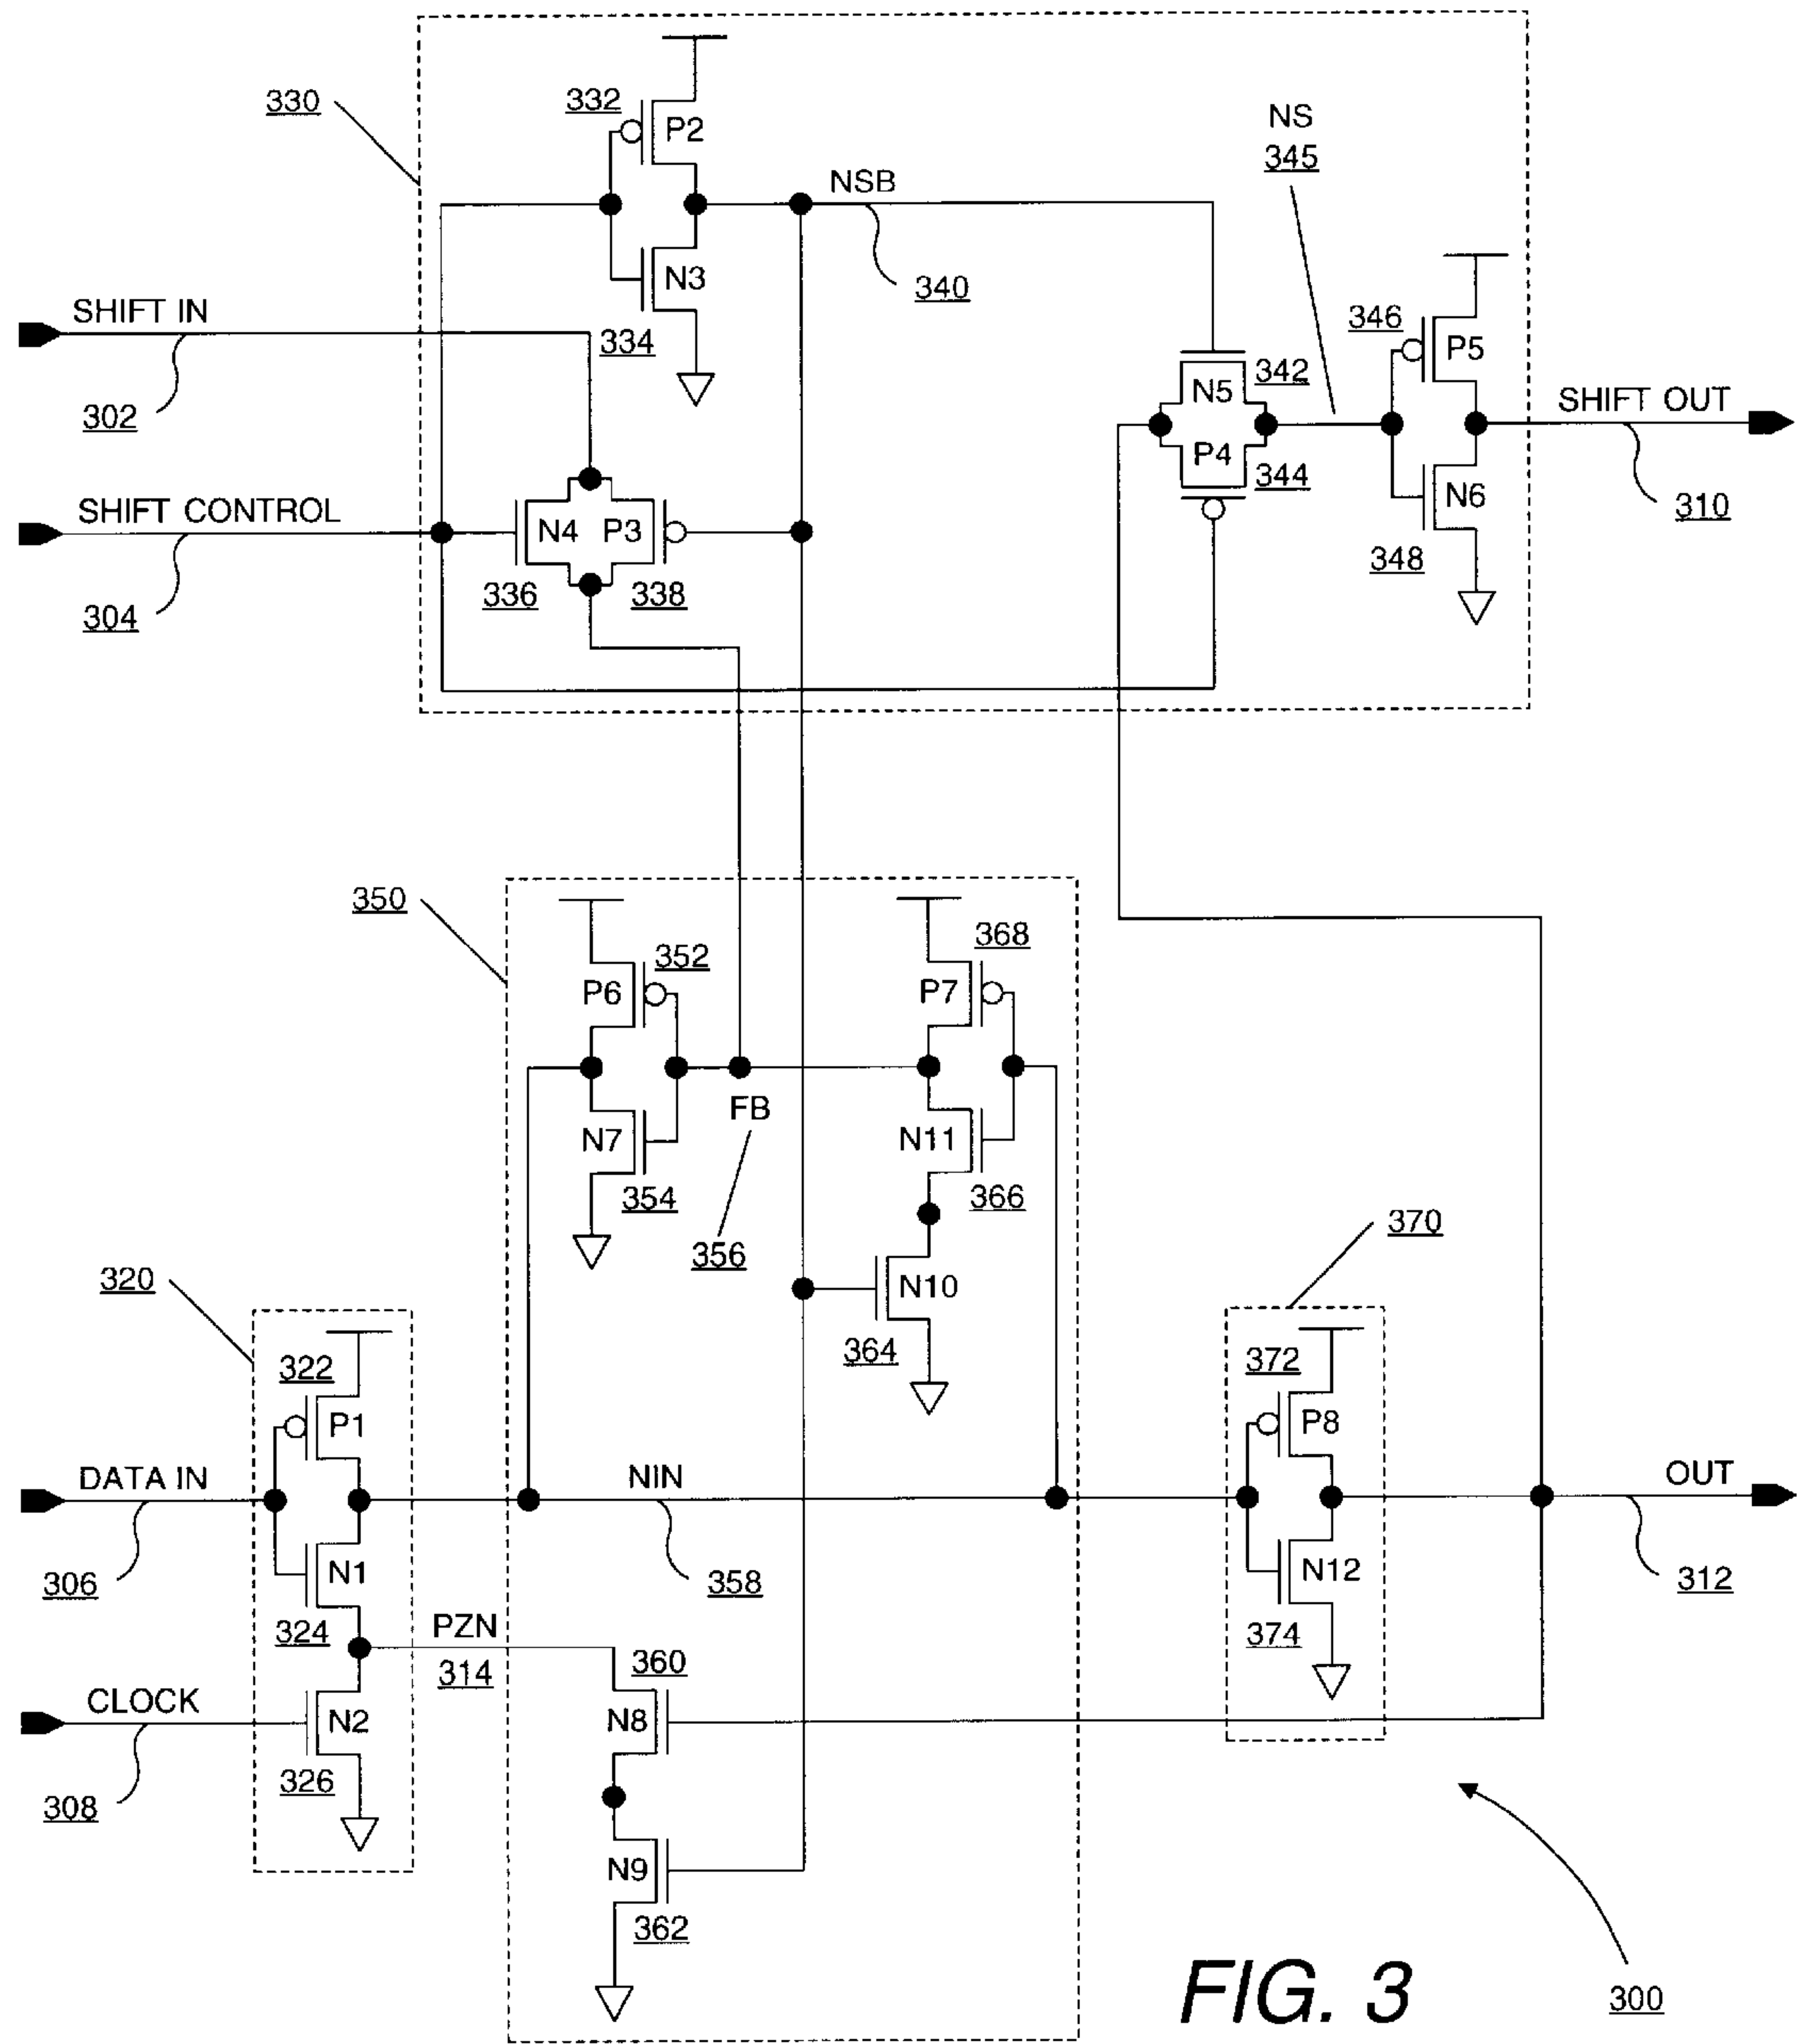 330
332
P2
NS
345
NSB
340
N3
334
SHIFT IN
302
346
P5
342
N5
P4
344
SHIFT OUT
310
N6
348
SHIFT CONTROL
304
N4
P3
336
338
350
352
P6
368
P7
FB
356
N7
354
N11
366
N10
364
370
320
322
P1
372
P8
DATA IN
306
NIN
358
OUT
312
N1
324
N12
374
PZN
314
360
CLOCK
308
N2
326
N8
N9
362
FIG. 3
300